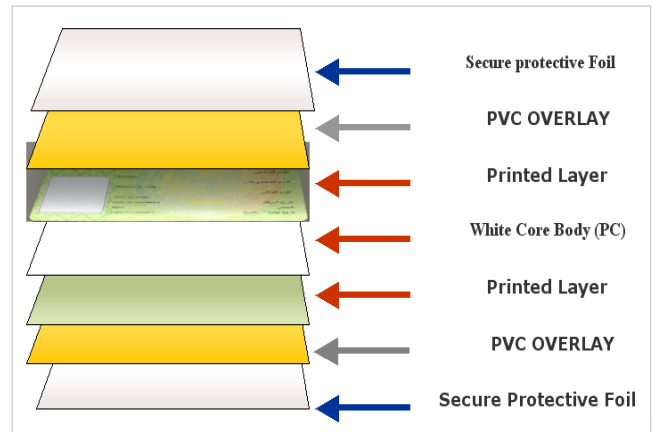 Secure protective Foil
PVC OVERLAY
Printed Layer
White Core Body (PC)
Printed Layer
PVC OVERLAY
Secure Protective Foil